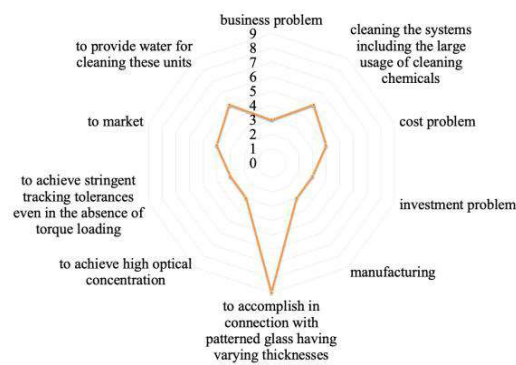 business problem
9
8
7
6
5
4
3
2
1
0
cleaning the systems
including the large
usage of cleaning
chemicals
cost problem
investment problem
manufacturing
to accomplish in
connection with
patterned glass having
varying thicknesses
to achieve high optical
concentration
to achieve stringent
tracking tolerances
even in the absence of
torque loading
to market
to provide water for
cleaning these units